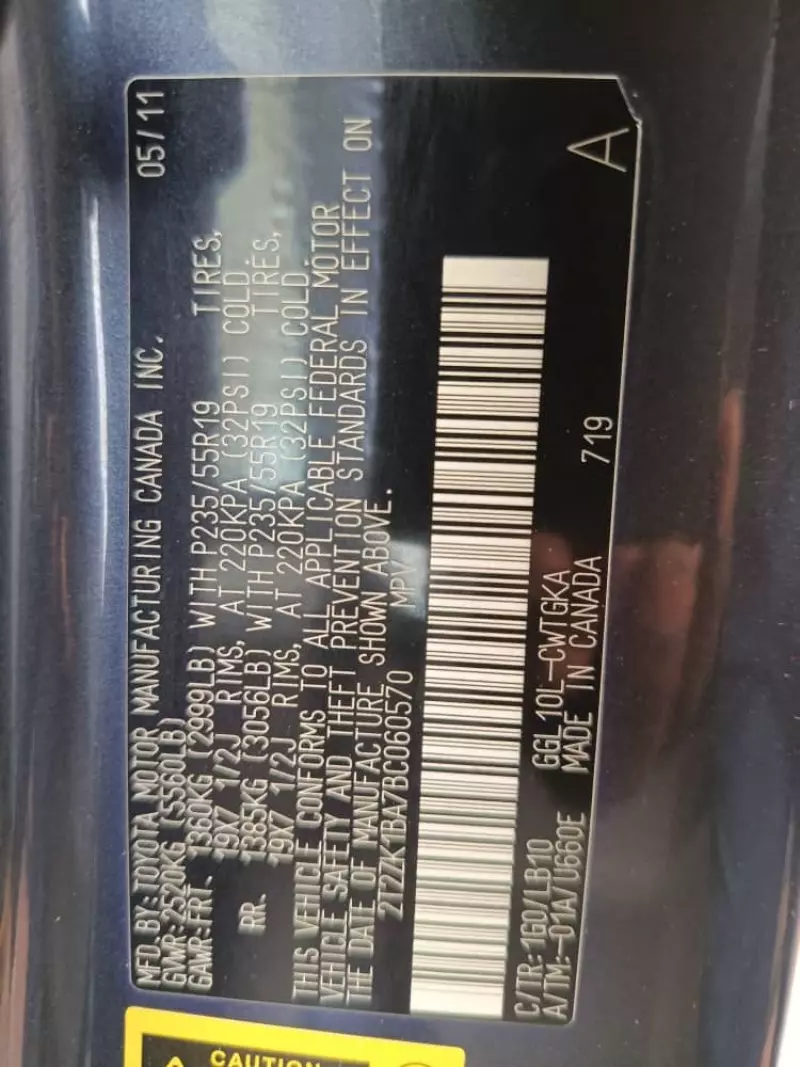 MFD. BY: TOYOTA MOTOR MANUFACTURING CANADA INC. 05/11
GVWR: 2520KG (5560LB)
GAWR: FRT. 1360KG (2999LB) WITH P235/55R19 TIRES,
19X7 1/2J RIMS, AT 220KPA (32PSI) COLD.
RR. 1385KG (3056LB) WITH P235/55R19 TIRES,
19X7 1/2J RIMS, AT 220KPA (32PSI) COLD.
THIS VEHICLE CONFORMS TO ALL APPLICABLE FEDERAL MOTOR
VEHICLE SAFETY AND THEFT PREVENTION STANDARDS IN EFFECT ON
THE DATE OF MANUFACTURE SHOWN ABOVE.
2T2ZK1BA7BC060570 MPV
C/TR: 1G0/LB10 GGL10L-CWTGKA 719 A
A/TM: -01A/U660E MADE IN CANADA
CAUTION